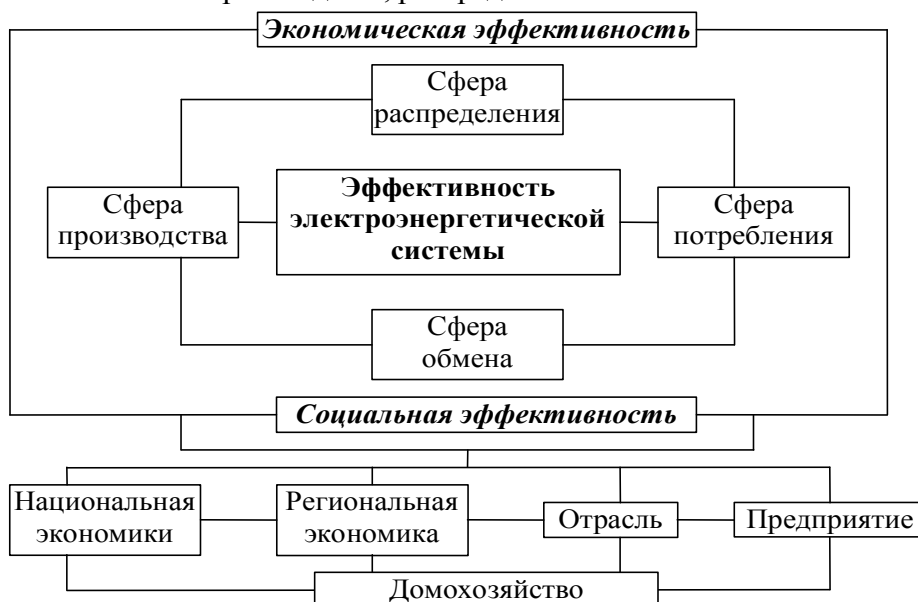 Экономическая эффективность
Сфера
распределения
Эффективность
электроэнергетической
системы
Сфера
производства
Сфера
потребления
Сфера
обмена
Социальная эффективность
Национальная
экономики
Региональная
экономика
Отрасль
Предприятие
Домохозяйство